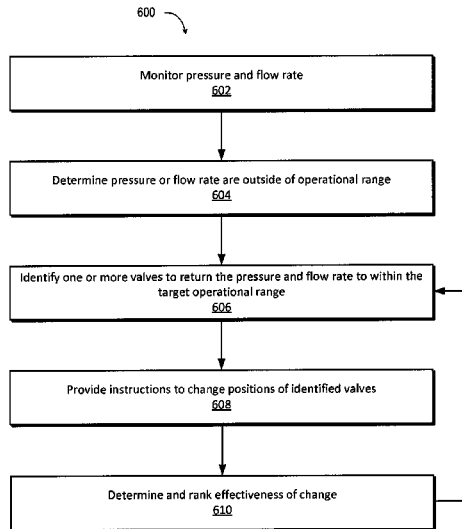 600
Monitor pressure and flow rate
602
Determine pressure or flow rate are outside of operational range
604
Identify one or more valves to return the pressure and flow rate to within the
target operational range
606
Provide instructions to change positions of identified valves
608
Determine and rank effectiveness of change
610